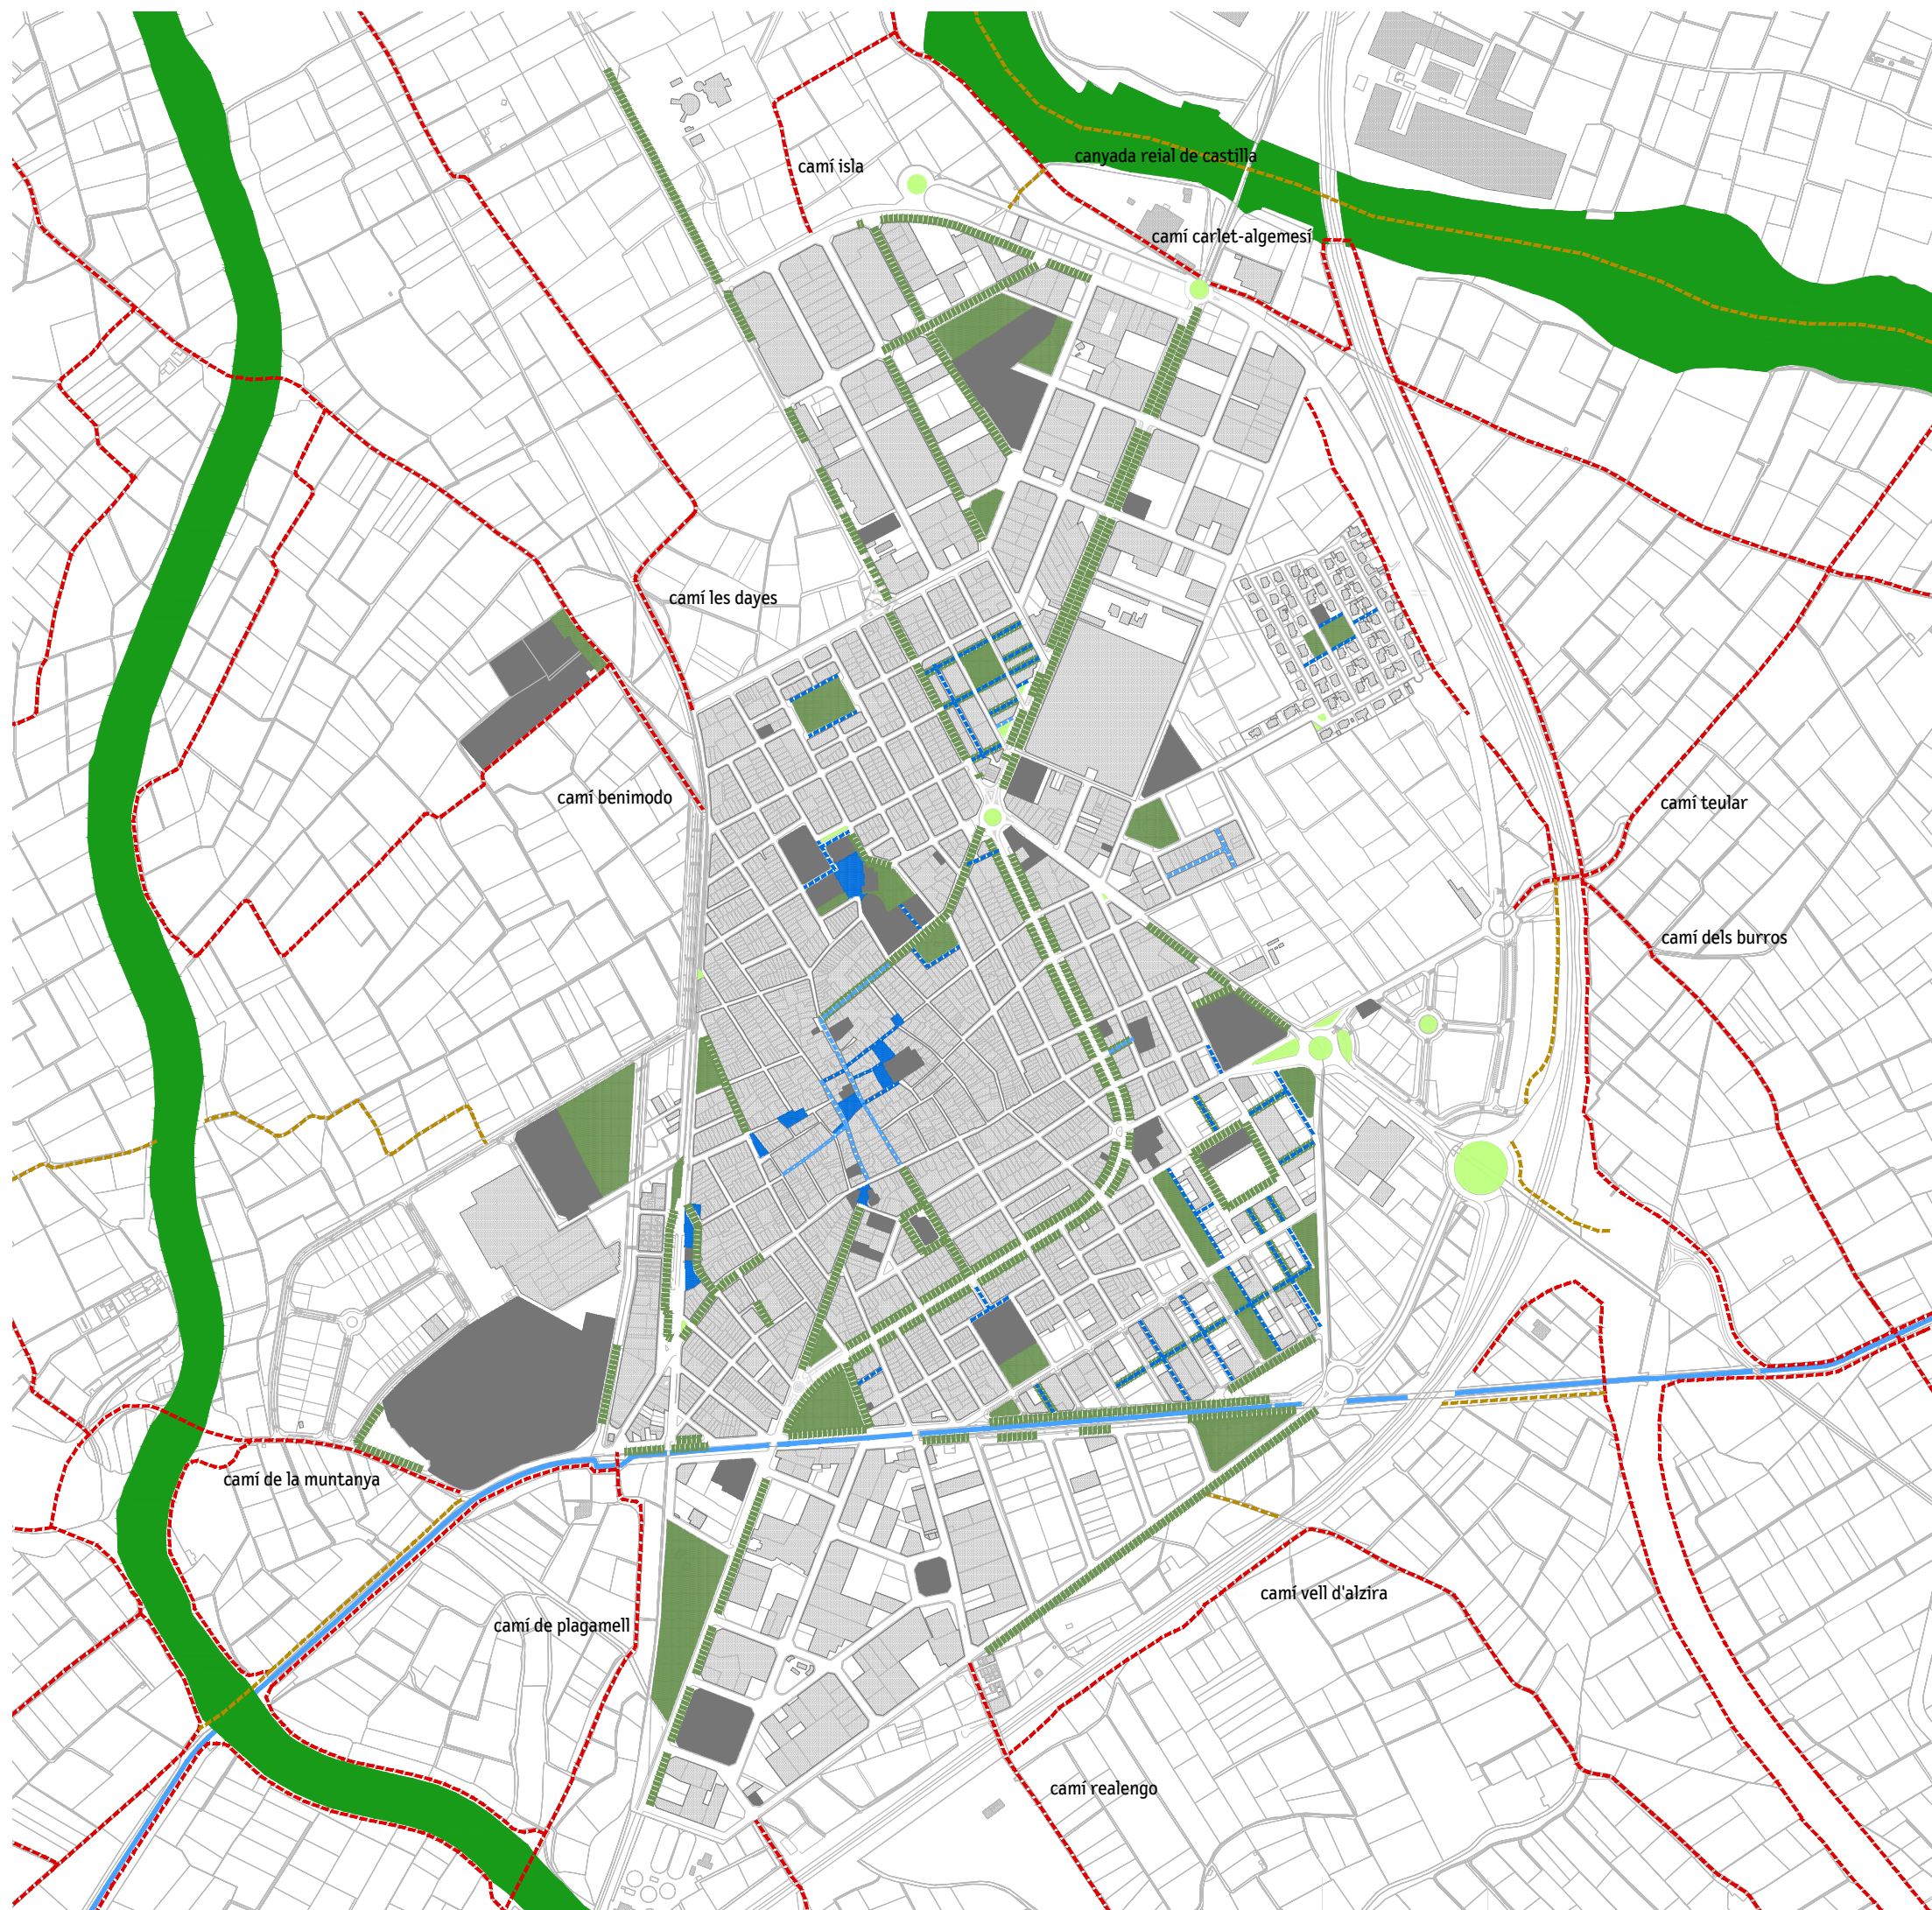 canyada reial de castilla
camí isla
camí carlet-algemesí
camí les dayes
camí benimodo
camí teular
camí dels burros
camí de la muntanya
camí vell d'alzira
camí de plagamell
camí realengo